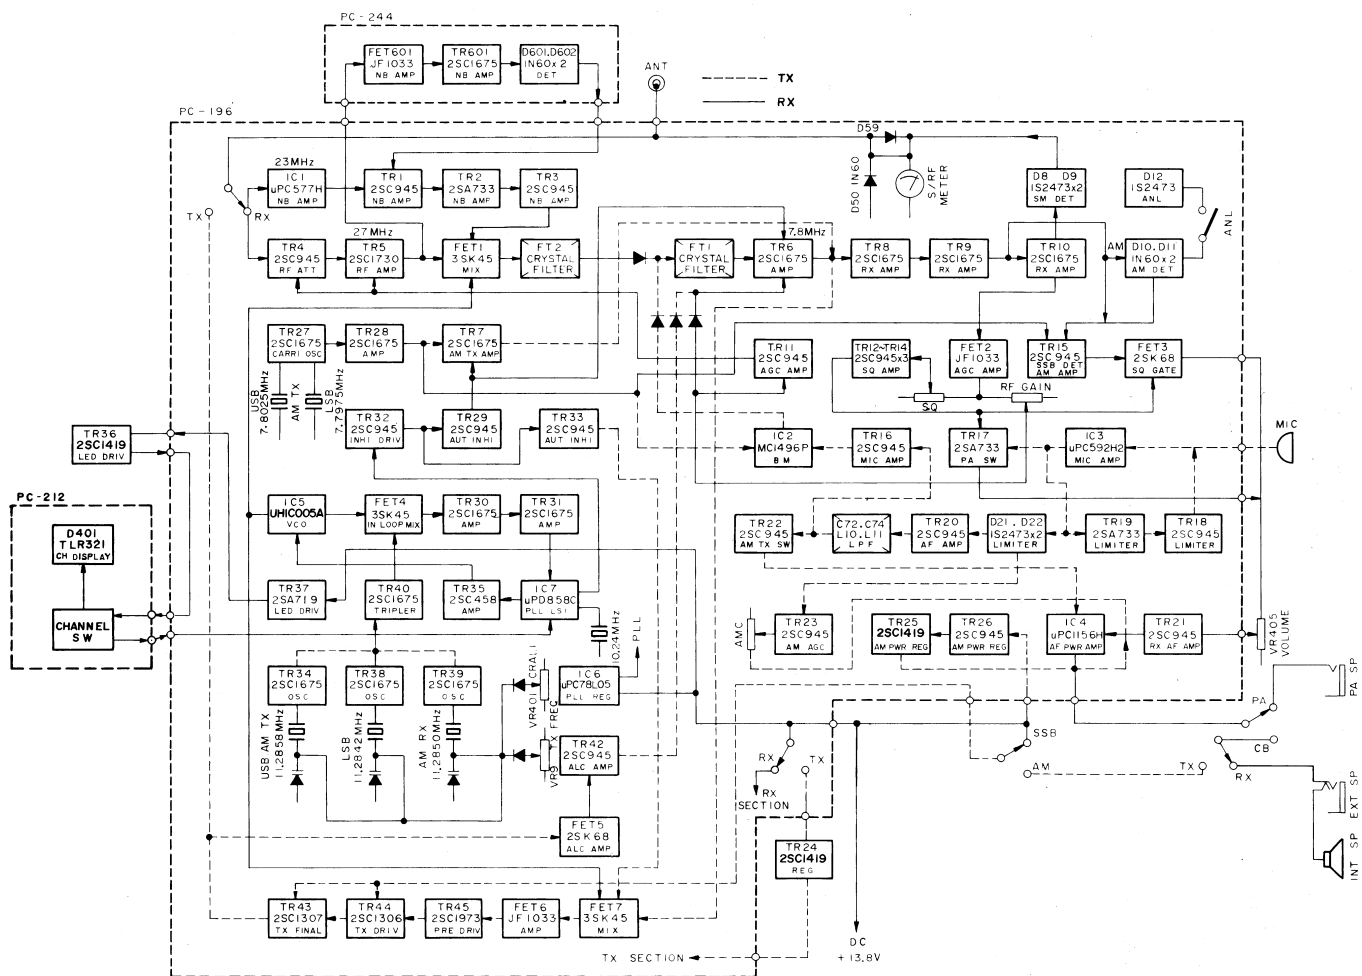 PC-244
FET601
JF1033
NB AMP
TR601
2SC1675
NB AMP
D601.D602
IN60x2
DET
ANT
TX
RX
PC-196
D59
D50 IN60
S/RF
METER
23MHz
IC1
uPC577H
NB AMP
TR1
2SC945
NB AMP
TR2
2SA733
NB AMP
TR3
2SC945
NB AMP
D8 D9
1S2473x2
SM DET
D12
1S2473
ANL
ANL
TX
RX
TR4
2SC945
RF ATT
27MHz
TR5
2SC1730
RF AMP
FET1
3SK45
MIX
FT2
CRYSTAL
FILTER
FT1
CRYSTAL
FILTER
7.8MHz
TR6
2SC1675
AMP
TR8
2SC1675
RX AMP
TR9
2SC1675
RX AMP
TR10
2SC1675
RX AMP
AM
D10.D11
IN60x2
AM DET
TR27
2SC1675
CARRI OSC
TR28
2SC1675
AMP
TR7
2SC1675
AM TX AMP
TR11
2SC945
AGC AMP
TR12~TR14
2SC945x3
SQ AMP
FET2
JF1033
AGC AMP
TR15
2SC945
SSB DET
AM AMP
FET3
2SK68
SQ GATE
USB
7.8025MHz
AM TX
LSB
7.7975MHz
SQ
RF GAIN
TR32
2SC945
INHI DRIV
TR29
2SC945
AUT INHI
TR33
2SC945
AUT INHI
IC2
MC1496P
BM
TR16
2SC945
MIC AMP
TR17
2SA733
PA SW
IC3
uPC592H2
MIC AMP
MIC
TR36
2SC1419
LED DRIV
PC-212
D401
TLR321
CH DISPLAY
CHANNEL
SW
IC5
UHIC005A
VCO
FET4
3SK45
IN LOOP MIX
TR30
2SC1675
AMP
TR31
2SC1675
AMP
TR22
2SC945
AM TX SW
C72.C74
L10.L11
LPF
TR20
2SC945
AF AMP
D21.D22
1S2473x2
LIMITER
TR19
2SA733
LIMITER
TR18
2SC945
LIMITER
TR37
2SA719
LED DRIV
TR40
2SC1675
TRIPLER
TR35
2SC458
AMP
IC7
uPD858C
PLL LSI
10.24MHz
AMC
TR23
2SC945
AM AGC
TR25
2SC1419
AM PWR REG
TR26
2SC945
AM PWR REG
IC4
uPC1156H
AF PWR AMP
TR21
2SC945
RX AF AMP
VR405
VOLUME
TR34
2SC1675
OSC
TR38
2SC1675
OSC
TR39
2SC1675
OSC
VR401
IC6
uPC78L05
PLL REG
PLL
USB AM TX
11.2858MHz
LSB
11.2842MHz
AM RX
11.2850MHz
VR9 TX FREC
TR42
2SC945
ALC AMP
FET5
2SK68
ALC AMP
RX
TX
RX
SECTION
SSB
AM
TX
PA
CB
RX
PA SP
EXT SP
INT SP
TR24
2SC1419
REG
TR43
2SC1307
TX FINAL
TR44
2SC1306
TX DRIV
TR45
2SC1973
PRE DRIV
FET6
JF1033
AMP
FET7
3SK45
MIX
TX SECTION
DC
+13.8V